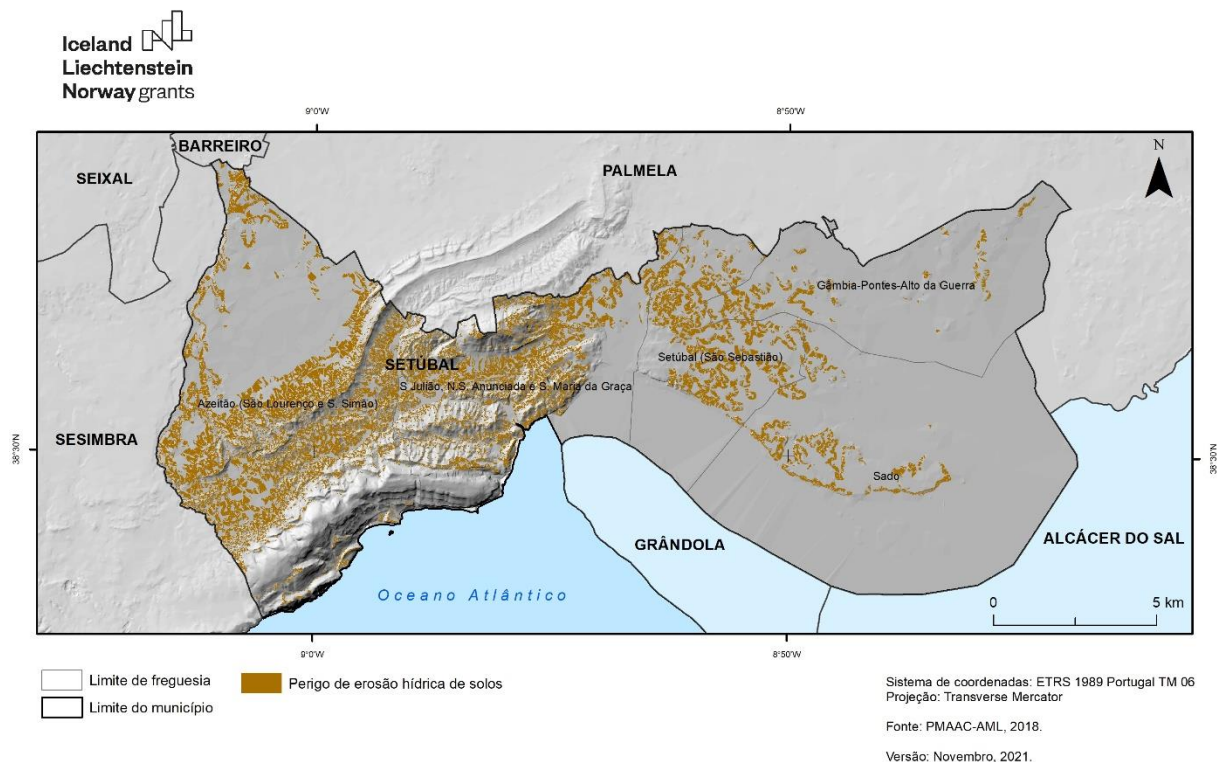 Iceland
Liechtenstein
Norway grants
9°0'W
8°50'W
BARREIRO
SEIXAL
PALMELA
N
Gâmbia-Pontes-Alto da Guerra
SETÚBAL
Setúbal (São Sebastião)
S Julião, N.S. Anunciada e S. Maria da Graça
Azeitão (São Lourenço e S. Simão)
SESIMBRA
38°30'N
38°30'N
Sado
GRÂNDOLA
ALCÁCER DO SAL
Oceano Atlântico
0 5 km
9°0'W
8°50'W
Limite de freguesia
Perigo de erosão hídrica de solos
Limite do município
Sistema de coordenadas: ETRS 1989 Portugal TM 06
Projeção: Transverse Mercator
Fonte: PMAAC-AML, 2018.
Versão: Novembro, 2021.